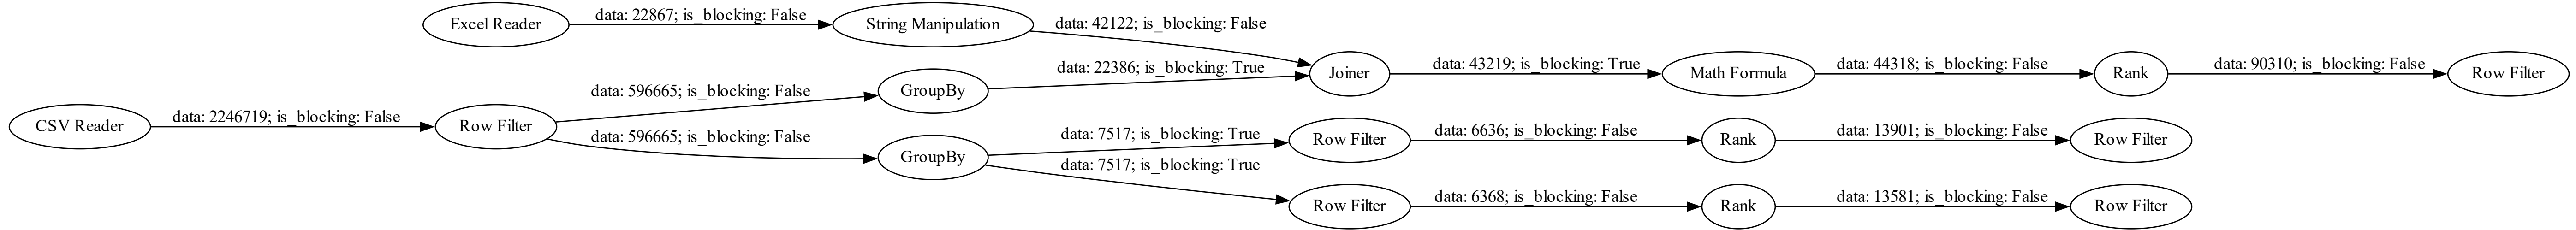 Excel Reader
data: 22867; is_blocking: False
String Manipulation
data: 42122; is_blocking: False
CSV Reader
data: 2246719; is_blocking: False
Row Filter
data: 596665; is_blocking: False
GroupBy
data: 22386; is_blocking: True
Joiner
data: 43219; is_blocking: True
Math Formula
data: 44318; is_blocking: False
Rank
data: 90310; is_blocking: False
Row Filter
data: 596665; is_blocking: False
GroupBy
data: 7517; is_blocking: True
Row Filter
data: 6636; is_blocking: False
Rank
data: 13901; is_blocking: False
Row Filter
data: 7517; is_blocking: True
Row Filter
data: 6368; is_blocking: False
Rank
data: 13581; is_blocking: False
Row Filter